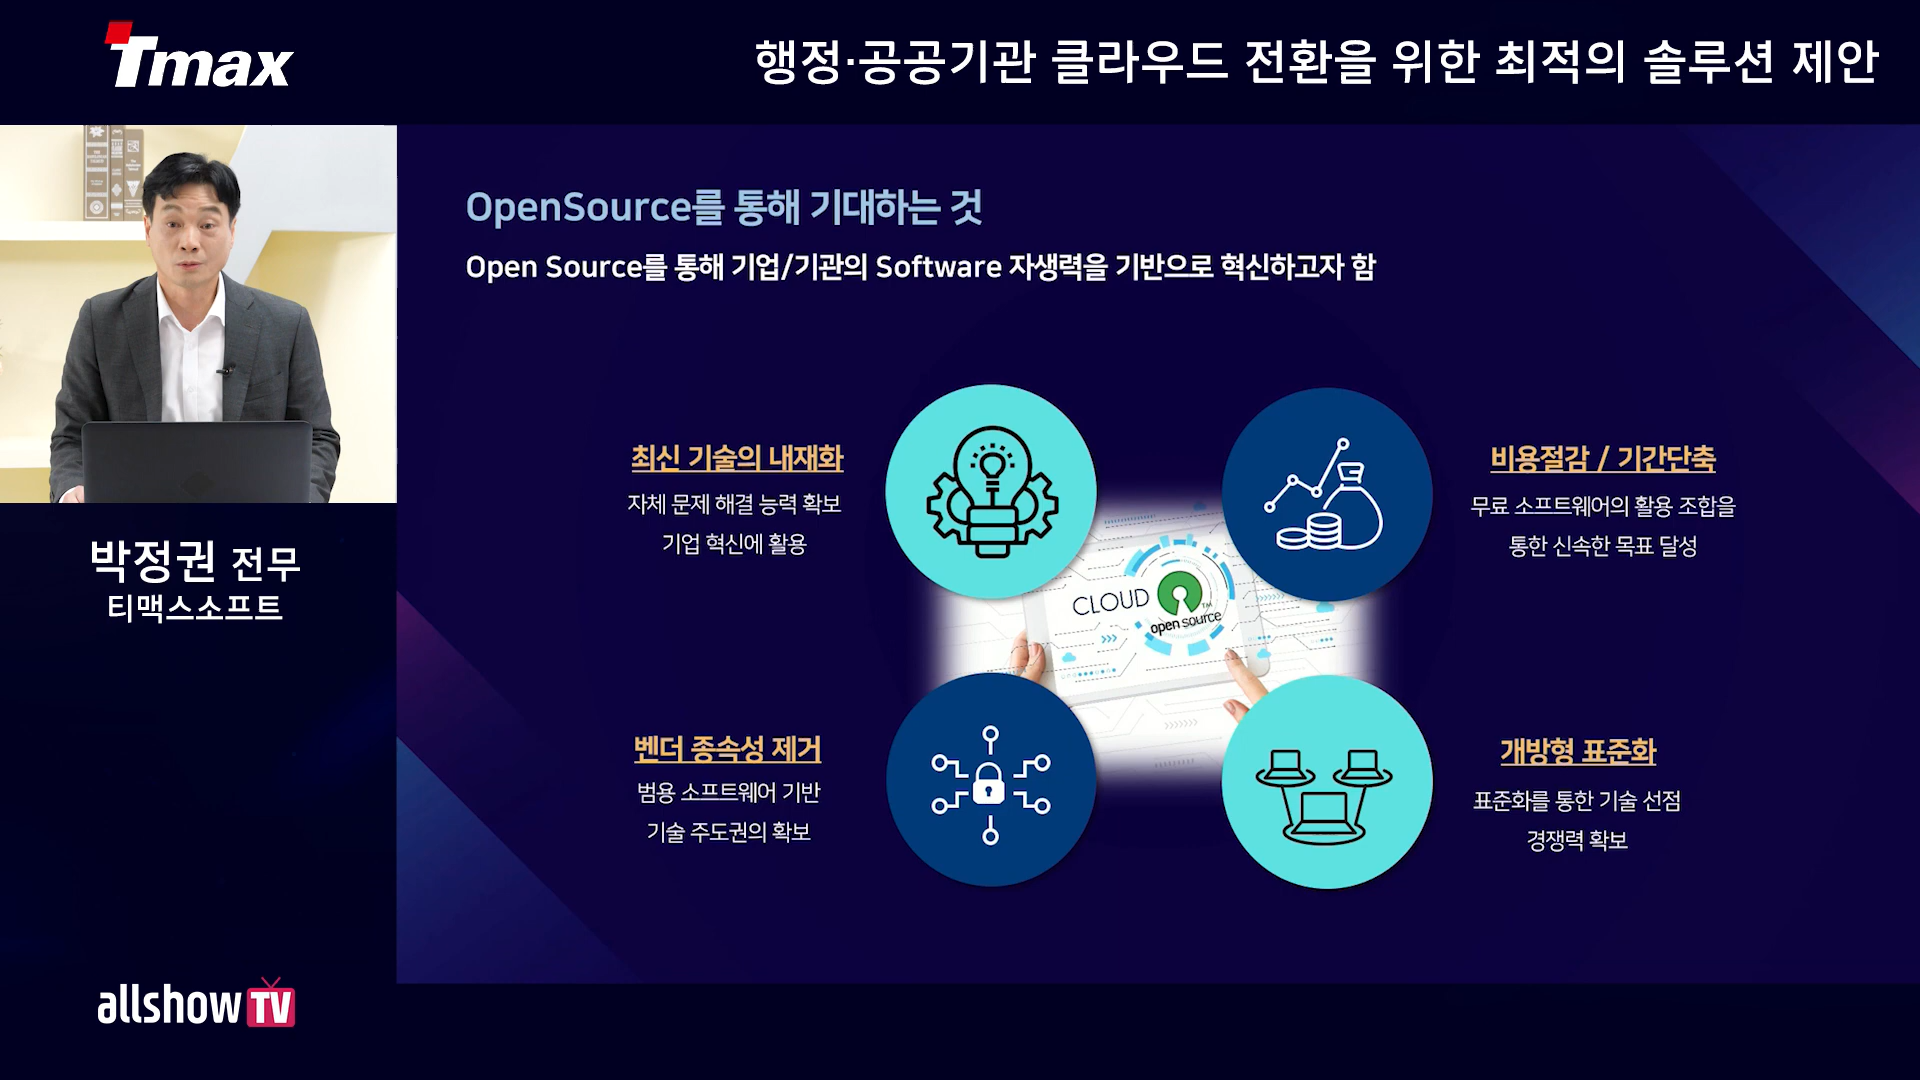 Tmax
행정·공공기관 클라우드 전환을 위한 최적의 솔루션 제안
OpenSource를 통해 기대하는 것
Open Source를 통해 기업/기관의 Software 자생력을 기반으로 혁신하고자 함
최신 기술의 내재화
자체 문제 해결 능력 확보
기업 혁신에 활용
비용절감 / 기간단축
무료 소프트웨어의 활용 조합을
통한 신속한 목표 달성
CLOUD
open source
TM
벤더 종속성 제거
범용 소프트웨어 기반
기술 주도권의 확보
개방형 표준화
표준화를 통한 기술 선점
경쟁력 확보
박정권 전무
티맥스소프트
allshow TV